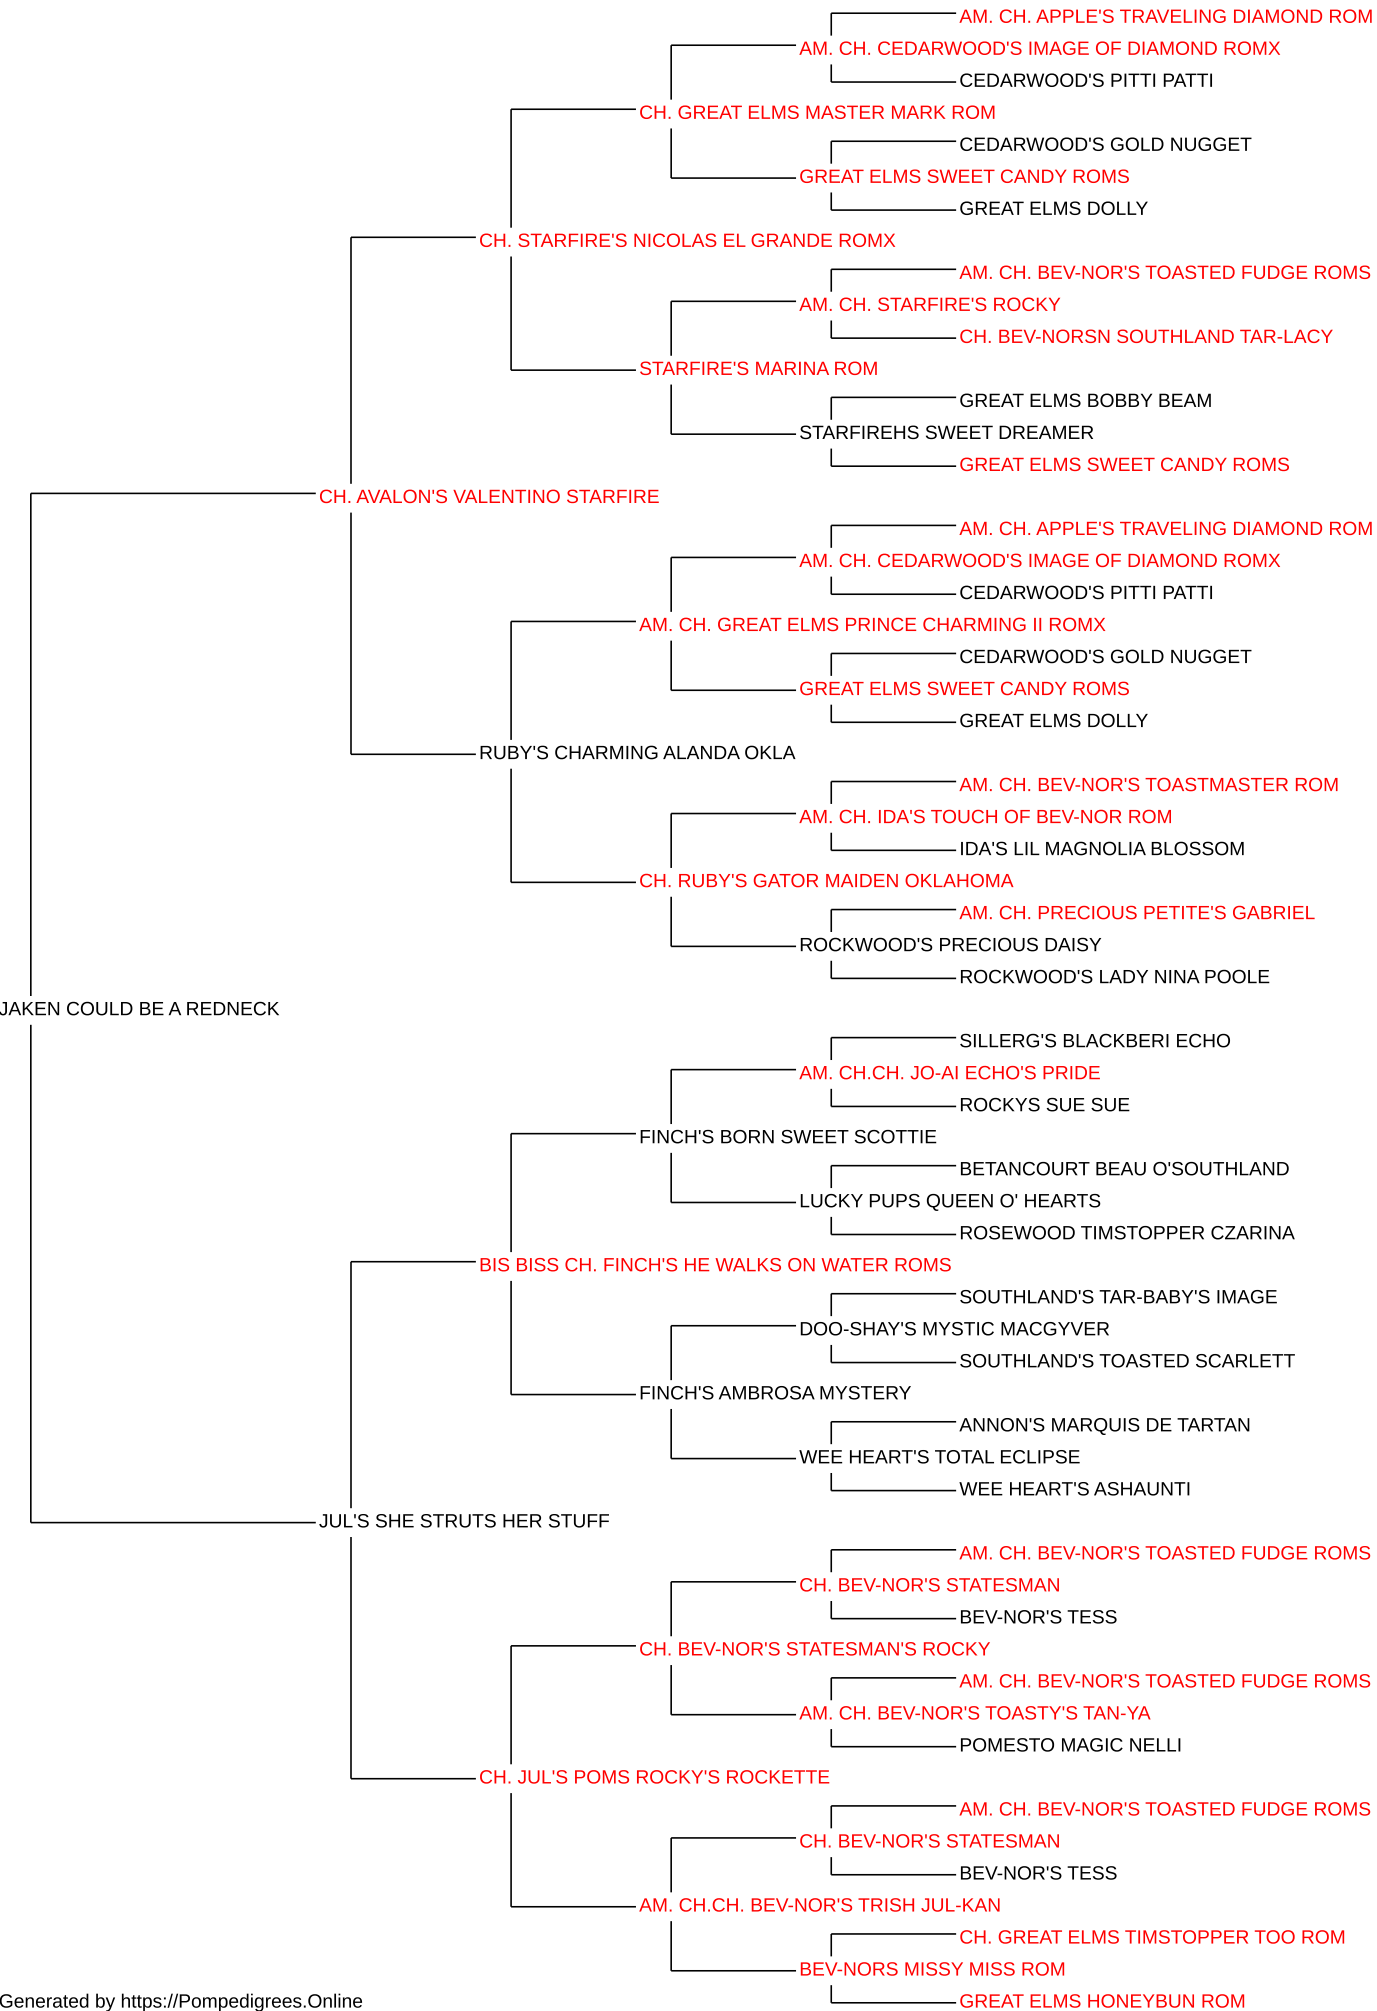 AM. CH. APPLE'S TRAVELING DIAMOND ROM
AM. CH. CEDARWOOD'S IMAGE OF DIAMOND ROMX
CEDARWOOD'S PITTI PATTI
CH. GREAT ELMS MASTER MARK ROM
CEDARWOOD'S GOLD NUGGET
GREAT ELMS SWEET CANDY ROMS
GREAT ELMS DOLLY
CH. STARFIRE'S NICOLAS EL GRANDE ROMX
AM. CH. BEV-NOR'S TOASTED FUDGE ROMS
AM. CH. STARFIRE'S ROCKY
CH. BEV-NORSN SOUTHLAND TAR-LACY
STARFIRE'S MARINA ROM
GREAT ELMS BOBBY BEAM
STARFIREHS SWEET DREAMER
GREAT ELMS SWEET CANDY ROMS
CH. AVALON'S VALENTINO STARFIRE
AM. CH. APPLE'S TRAVELING DIAMOND ROM
AM. CH. CEDARWOOD'S IMAGE OF DIAMOND ROMX
CEDARWOOD'S PITTI PATTI
AM. CH. GREAT ELMS PRINCE CHARMING II ROMX
CEDARWOOD'S GOLD NUGGET
GREAT ELMS SWEET CANDY ROMS
GREAT ELMS DOLLY
RUBY'S CHARMING ALANDA OKLA
AM. CH. BEV-NOR'S TOASTMASTER ROM
AM. CH. IDA'S TOUCH OF BEV-NOR ROM
IDA'S LIL MAGNOLIA BLOSSOM
CH. RUBY'S GATOR MAIDEN OKLAHOMA
AM. CH. PRECIOUS PETITE'S GABRIEL
ROCKWOOD'S PRECIOUS DAISY
ROCKWOOD'S LADY NINA POOLE
JAKEN COULD BE A REDNECK
SILLERG'S BLACKBERI ECHO
AM. CH.CH. JO-AI ECHO'S PRIDE
ROCKYS SUE SUE
FINCH'S BORN SWEET SCOTTIE
BETANCOURT BEAU O'SOUTHLAND
LUCKY PUPS QUEEN O' HEARTS
ROSEWOOD TIMSTOPPER CZARINA
BIS BISS CH. FINCH'S HE WALKS ON WATER ROMS
SOUTHLAND'S TAR-BABY'S IMAGE
DOO-SHAY'S MYSTIC MACGYVER
SOUTHLAND'S TOASTED SCARLETT
FINCH'S AMBROSA MYSTERY
ANNON'S MARQUIS DE TARTAN
WEE HEART'S TOTAL ECLIPSE
WEE HEART'S ASHAUNTI
JUL'S SHE STRUTS HER STUFF
AM. CH. BEV-NOR'S TOASTED FUDGE ROMS
CH. BEV-NOR'S STATESMAN
BEV-NOR'S TESS
CH. BEV-NOR'S STATESMAN'S ROCKY
AM. CH. BEV-NOR'S TOASTED FUDGE ROMS
AM. CH. BEV-NOR'S TOASTY'S TAN-YA
POMESTO MAGIC NELLI
CH. JUL'S POMS ROCKY'S ROCKETTE
AM. CH. BEV-NOR'S TOASTED FUDGE ROMS
CH. BEV-NOR'S STATESMAN
BEV-NOR'S TESS
AM. CH.CH. BEV-NOR'S TRISH JUL-KAN
CH. GREAT ELMS TIMSTOPPER TOO ROM
BEV-NORS MISSY MISS ROM
GREAT ELMS HONEYBUN ROM
Generated by https://Pompedigrees.Online